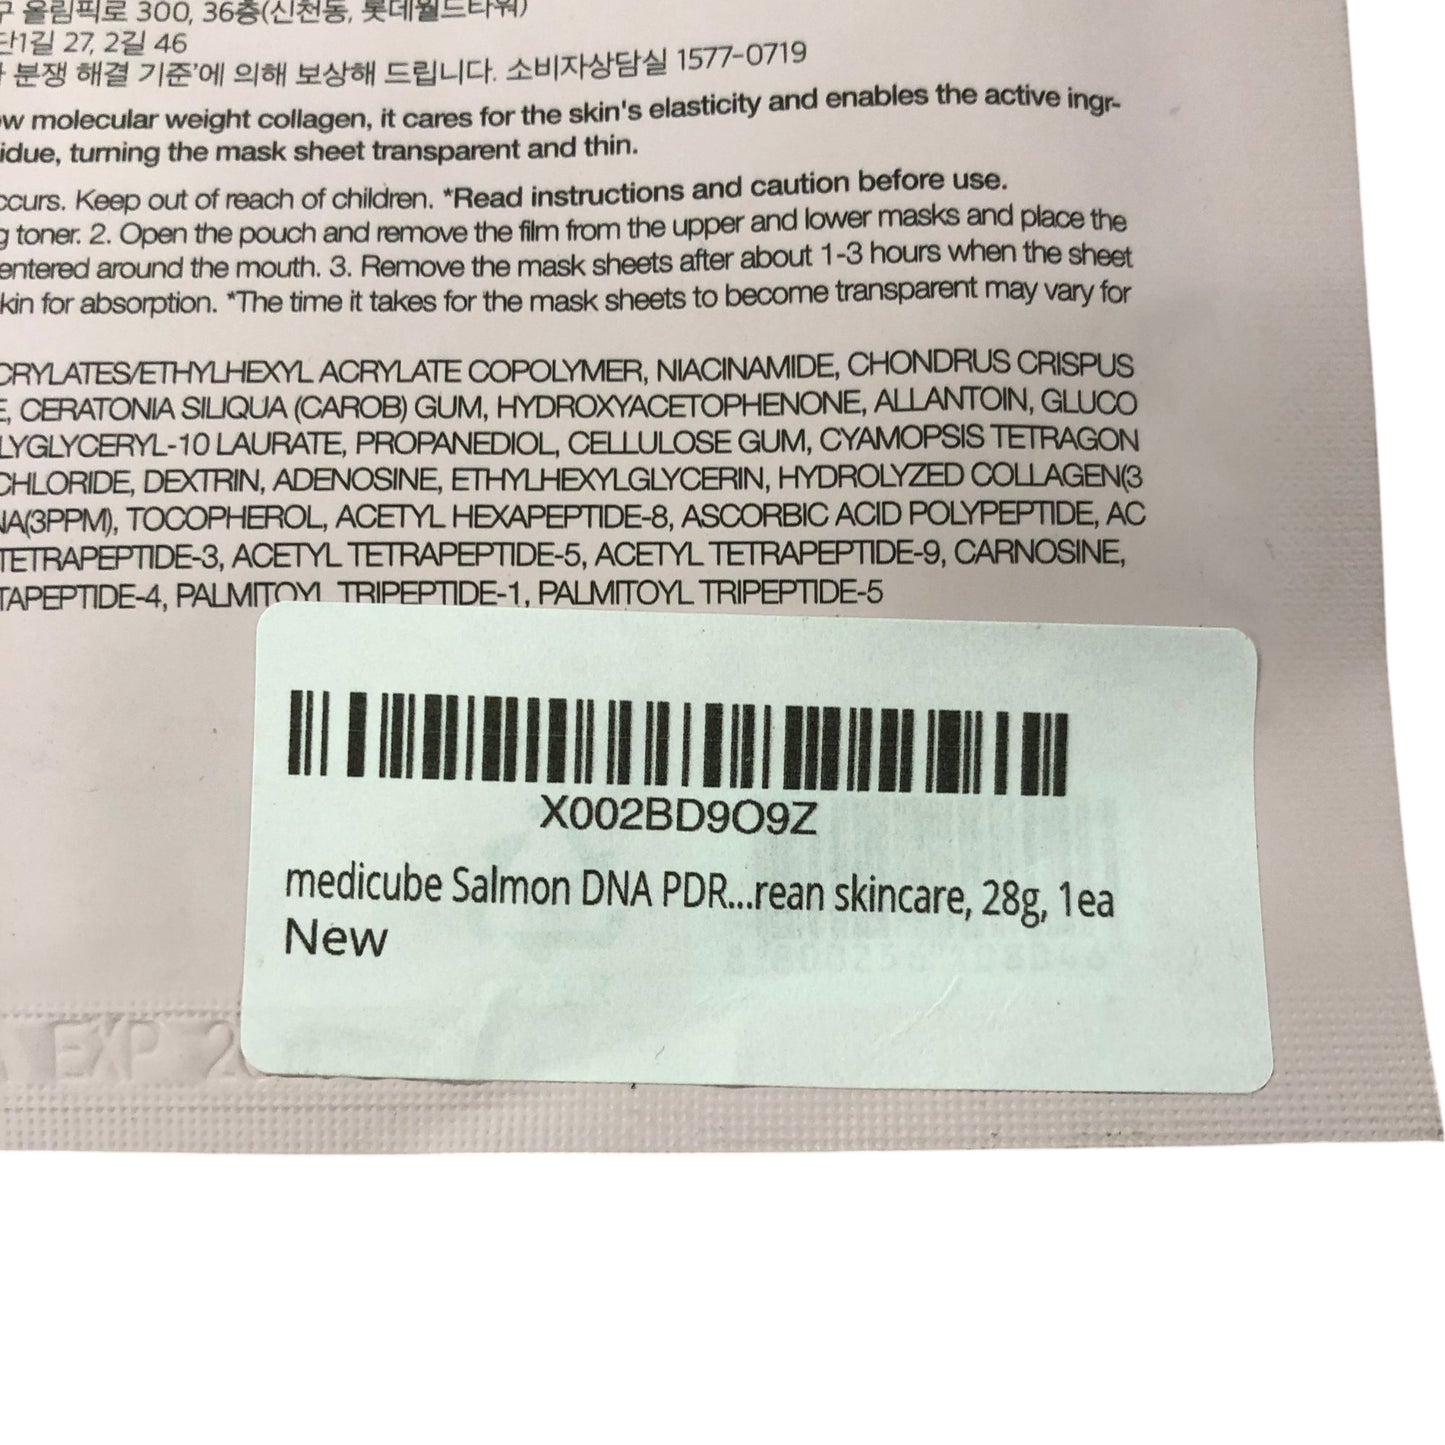 구 올림픽로 300, 36층(신천동, 롯데월드타워)
단1길 27, 2길 46
분쟁 해결 기준'에 의해 보상해 드립니다. 소비자상담실 1577-0719
ow molecular weight collagen, it cares for the skin's elasticity and enables the active ingr-
idue, turning the mask sheet transparent and thin.
ccurs. Keep out of reach of children. *Read instructions and caution before use.
g toner. 2. Open the pouch and remove the film from the upper and lower masks and place the
entered around the mouth. 3. Remove the mask sheets after about 1-3 hours when the sheet
kin for absorption. *The time it takes for the mask sheets to become transparent may vary for
CRYLATES/ETHYLHEXYL ACRYLATE COPOLYMER, NIACINAMIDE, CHONDRUS CRISPUS
E, CERATONIA SILIQUA (CAROB) GUM, HYDROXYACETOPHENONE, ALLANTOIN, GLUCO
LYGLYCERYL-10 LAURATE, PROPANEDIOL, CELLULOSE GUM, CYAMOPSIS TETRAGON
CHLORIDE, DEXTRIN, ADENOSINE, ETHYLHEXYLGLYCERIN, HYDROLYZED COLLAGEN(3
NA(3PPM), TOCOPHEROL, ACETYL HEXAPEPTIDE-8, ASCORBIC ACID POLYPEPTIDE, AC
TETRAPEPTIDE-3, ACETYL TETRAPEPTIDE-5, ACETYL TETRAPEPTIDE-9, CARNOSINE,
TAPEPTIDE-4, PALMITOYL TRIPEPTIDE-1, PALMITOYL TRIPEPTIDE-5
X002BD9O9Z
medicube Salmon DNA PDR...rean skincare, 28g, 1ea
New
EXP 20